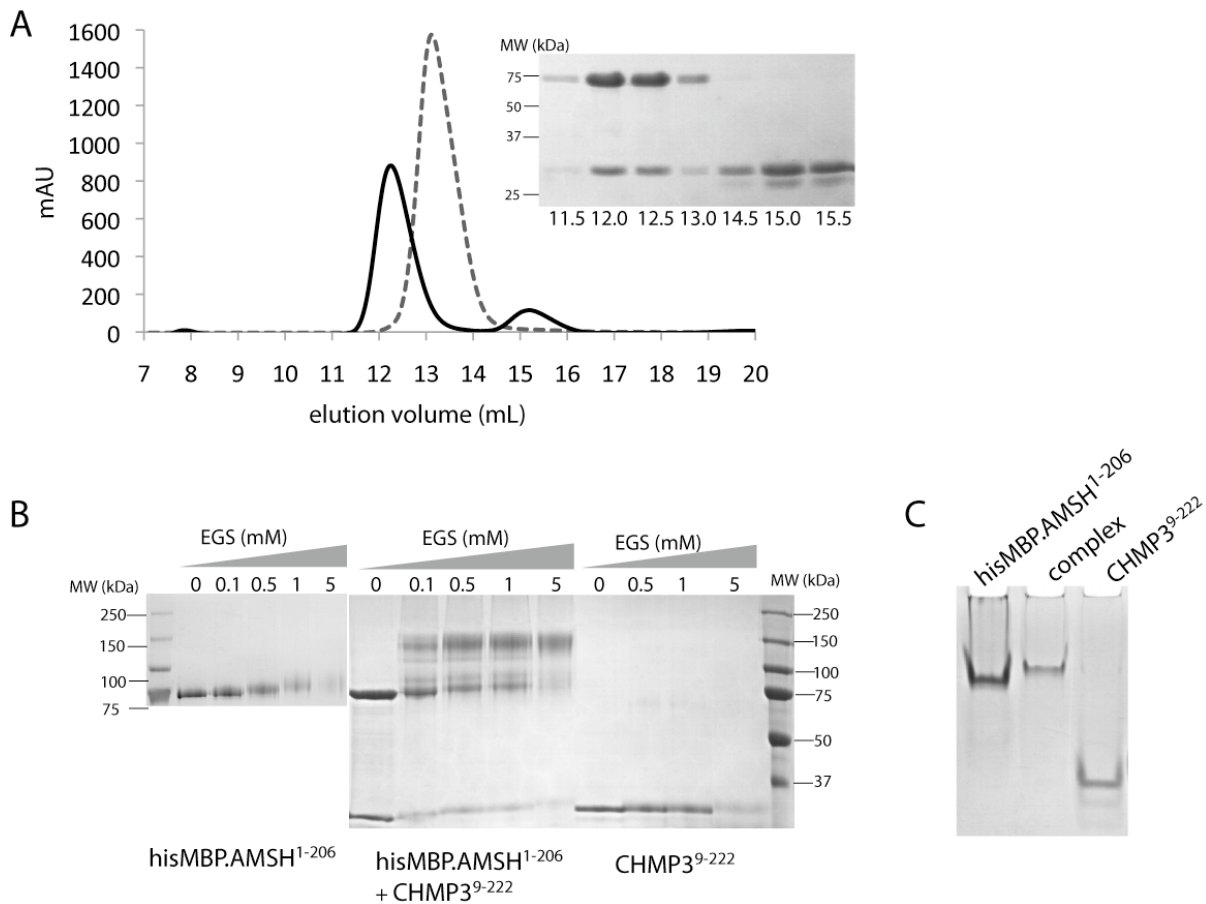 A
1600
1400
1200
1000
800
600
400
200
0
mAU
7 8 9 10 11 12 13 14 15 16 17 18 19 20
elution volume (mL)
MW (kDa)
75
50
37
25
11.5 12.0 12.5 13.0 14.5 15.0 15.5
B
EGS (mM) EGS (mM) EGS (mM)
MW (kDa) 0 0.1 0.5 1 5 0 0.1 0.5 1 5 0 0.5 1 5 MW (kDa)
250
150
100
75
250
150
100
75
50
37
hisMBP.AMSH¹⁻²⁰⁶
hisMBP.AMSH¹⁻²⁰⁶
+ CHMP3⁹⁻²²²
CHMP3⁹⁻²²²
C
hisMBP.AMSH¹⁻²⁰⁶
complex
CHMP3⁹⁻²²²